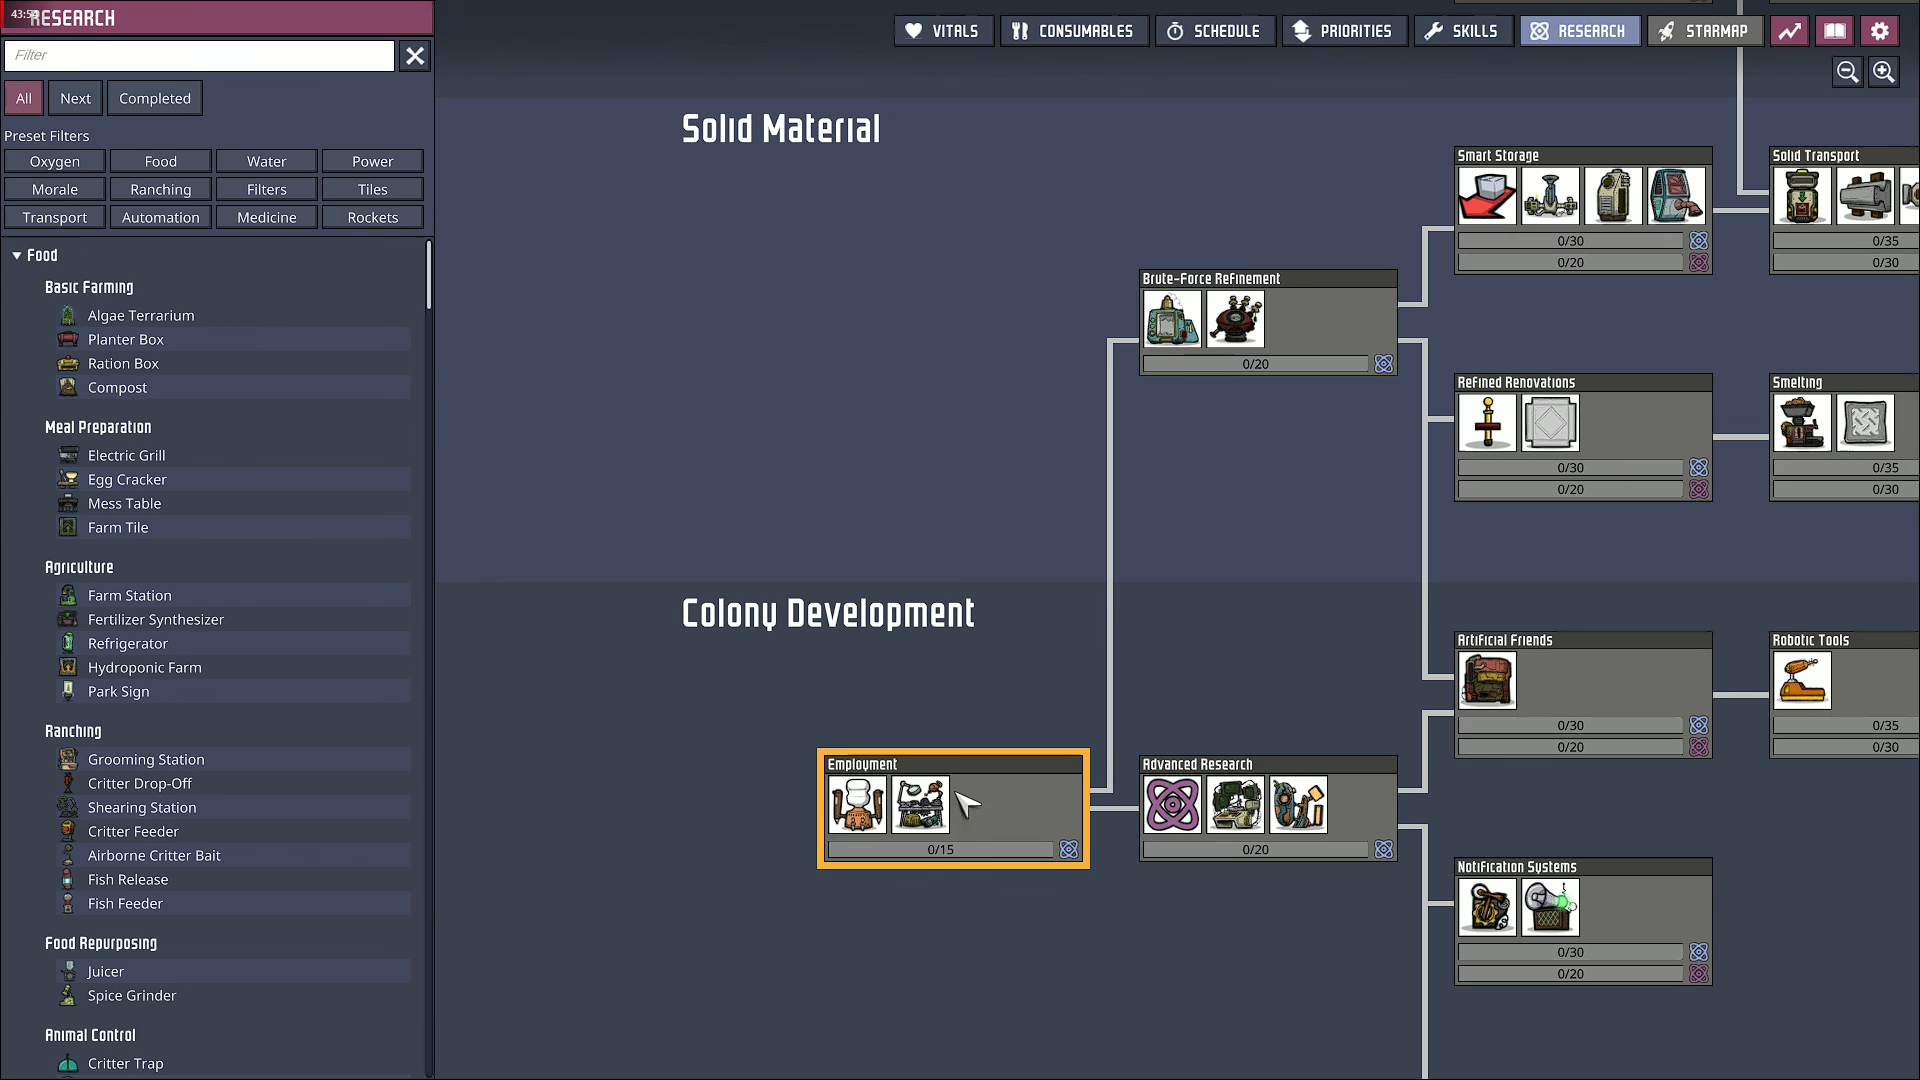 RESEARCH
VITALS
CONSUMABLES
SCHEDULE
PRIORITIES
SKILLS
RESEARCH
STARMAP
Filter
All
Next
Completed
Preset Filters
Oxygen
Food
Water
Power
Morale
Ranching
Filters
Tiles
Transport
Automation
Medicine
Rockets
Food
Basic Farming
Algae Terrarium
Planter Box
Ration Box
Compost
Meal Preparation
Electric Grill
Egg Cracker
Mess Table
Farm Tile
Agriculture
Farm Station
Fertilizer Synthesizer
Refrigerator
Hydroponic Farm
Park Sign
Ranching
Grooming Station
Critter Drop-Off
Shearing Station
Critter Feeder
Airborne Critter Bait
Fish Release
Fish Feeder
Food Repurposing
Juicer
Spice Grinder
Animal Control
Critter Trap
Solid Material
Smart Storage
0/30
0/20
Solid Transport
0/35
0/30
Brute-Force Refinement
0/20
Refined Renovations
0/30
0/20
Smelting
0/35
0/30
Colony Development
Artificial Friends
0/30
0/20
Robotic Tools
0/35
0/30
Employment
0/15
Advanced Research
0/20
Notification Systems
0/30
0/20